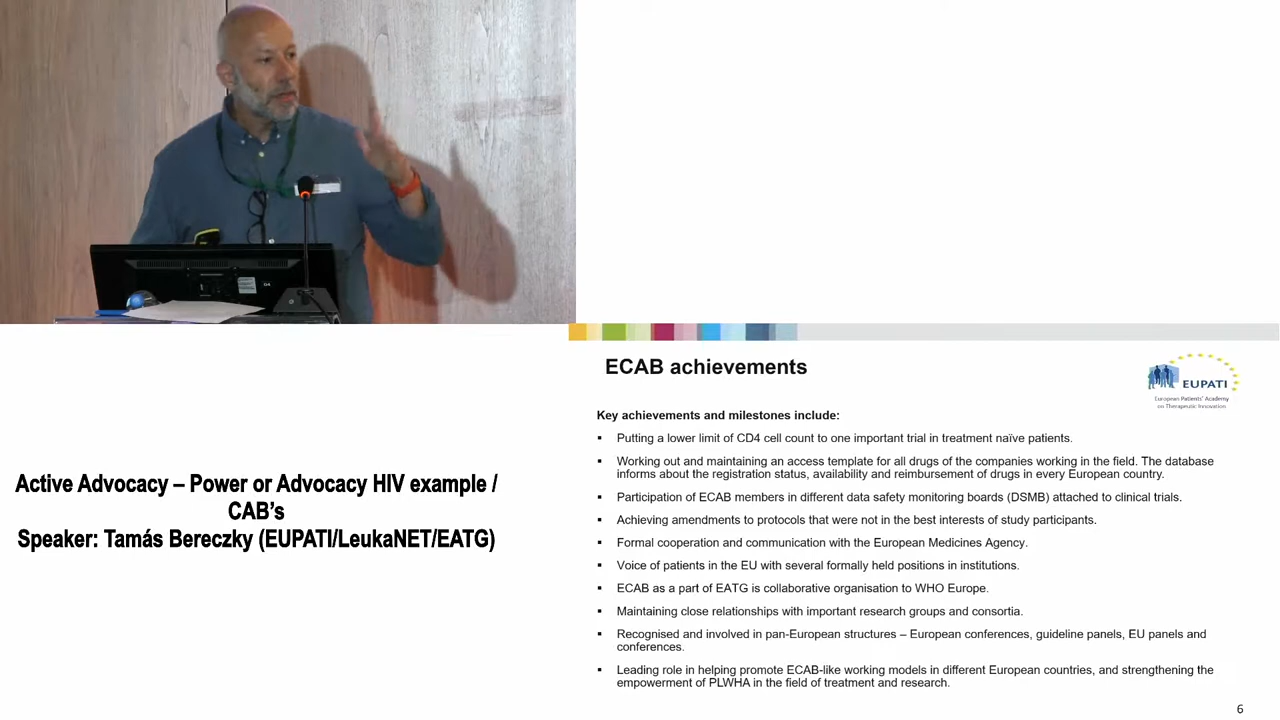 Active Advocacy – Power or Advocacy HIV example /
CAB’s
Speaker: Tamás Bereczky (EUPATI/LeukaNET/EATG)
ECAB achievements
EUPATI
European Patients' Academy
on Therapeutic Innovation
Key achievements and milestones include:
▪ Putting a lower limit of CD4 cell count to one important trial in treatment naïve patients.
▪ Working out and maintaining an access template for all drugs of the companies working in the field. The database
informs about the registration status, availability and reimbursement of drugs in every European country.
▪ Participation of ECAB members in different data safety monitoring boards (DSMB) attached to clinical trials.
▪ Achieving amendments to protocols that were not in the best interests of study participants.
▪ Formal cooperation and communication with the European Medicines Agency.
▪ Voice of patients in the EU with several formally held positions in institutions.
▪ ECAB as a part of EATG is collaborative organisation to WHO Europe.
▪ Maintaining close relationships with important research groups and consortia.
▪ Recognised and involved in pan-European structures – European conferences, guideline panels, EU panels and
conferences.
▪ Leading role in helping promote ECAB-like working models in different European countries, and strengthening the
empowerment of PLWHA in the field of treatment and research.
6